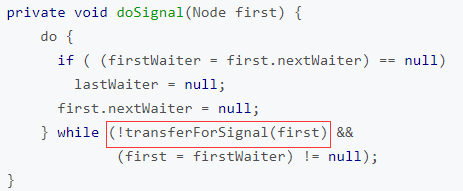 private void doSignal(Node first) {
    do {
      if ( (firstWaiter = first.nextWaiter) == null)
        lastWaiter = null;
      first.nextWaiter = null;
    } while (!transferForSignal(first) &&
             (first = firstWaiter) != null);
}